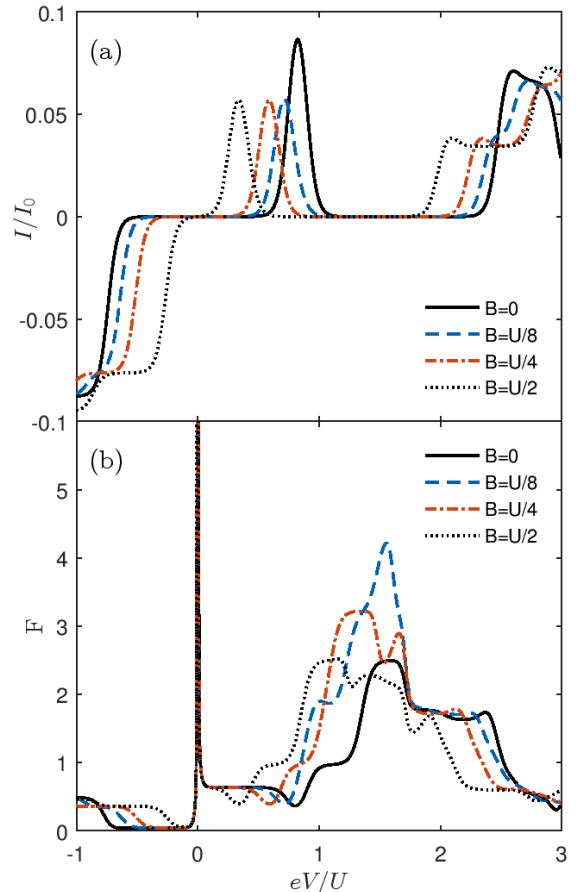 0.1
(a)
0.05
0
-0.05
-0.1
I/I₀
B=0
B=U/8
B=U/4
B=U/2
(b)
B=0
B=U/8
B=U/4
B=U/2
5
4
3
2
1
0
F
-1 0 1 2 3
eV/U